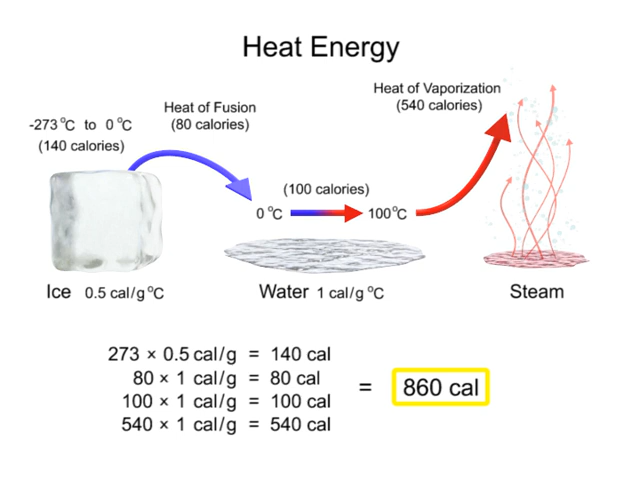 Heat Energy
Heat of Vaporization
(540 calories)
Heat of Fusion
(80 calories)
-273 °C to 0 °C
(140 calories)
(100 calories)
0 °C
100 °C
Ice 0.5 cal/g °C
Water 1 cal/g °C
Steam
273 × 0.5 cal/g = 140 cal
80 × 1 cal/g = 80 cal
100 × 1 cal/g = 100 cal
540 × 1 cal/g = 540 cal
= 860 cal